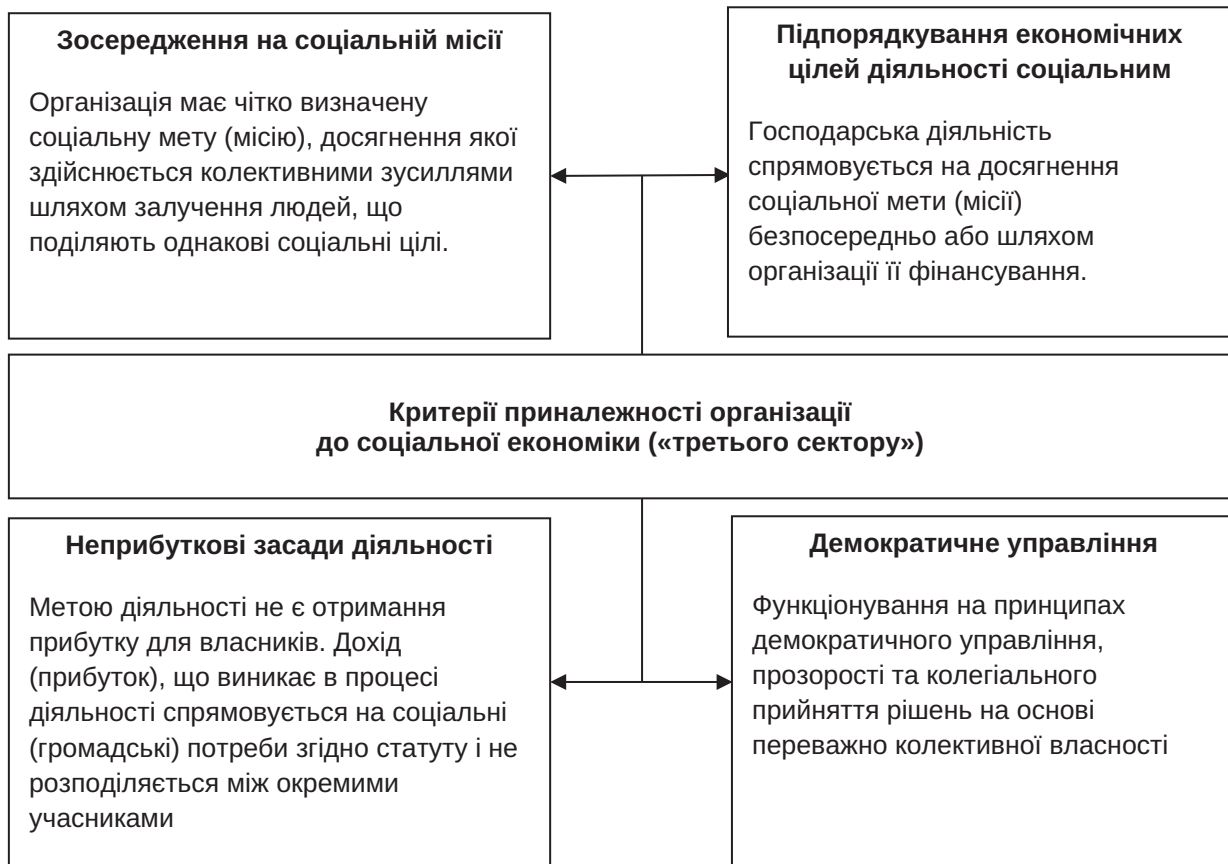 Зосередження на соціальній місії
Організація має чітко визначену
соціальну мету (місію), досягнення якої
здійснюється колективними зусиллями
шляхом залучення людей, що
поділяють однакові соціальні цілі.
Підпорядкування економічних
цілей діяльності соціальним
Господарська діяльність
спрямовується на досягнення
соціальної мети (місії)
безпосередньо або шляхом
організації її фінансування.
Критерії приналежності організації
до соціальної економіки («третього сектору»)
Неприбуткові засади діяльності
Метою діяльності не є отримання
прибутку для власників. Дохід
(прибуток), що виникає в процесі
діяльності спрямовується на соціальні
(громадські) потреби згідно статуту і не
розподіляється між окремими
учасниками
Демократичне управління
Функціонування на принципах
демократичного управління,
прозорості та колегіального
прийняття рішень на основі
переважно колективної власності